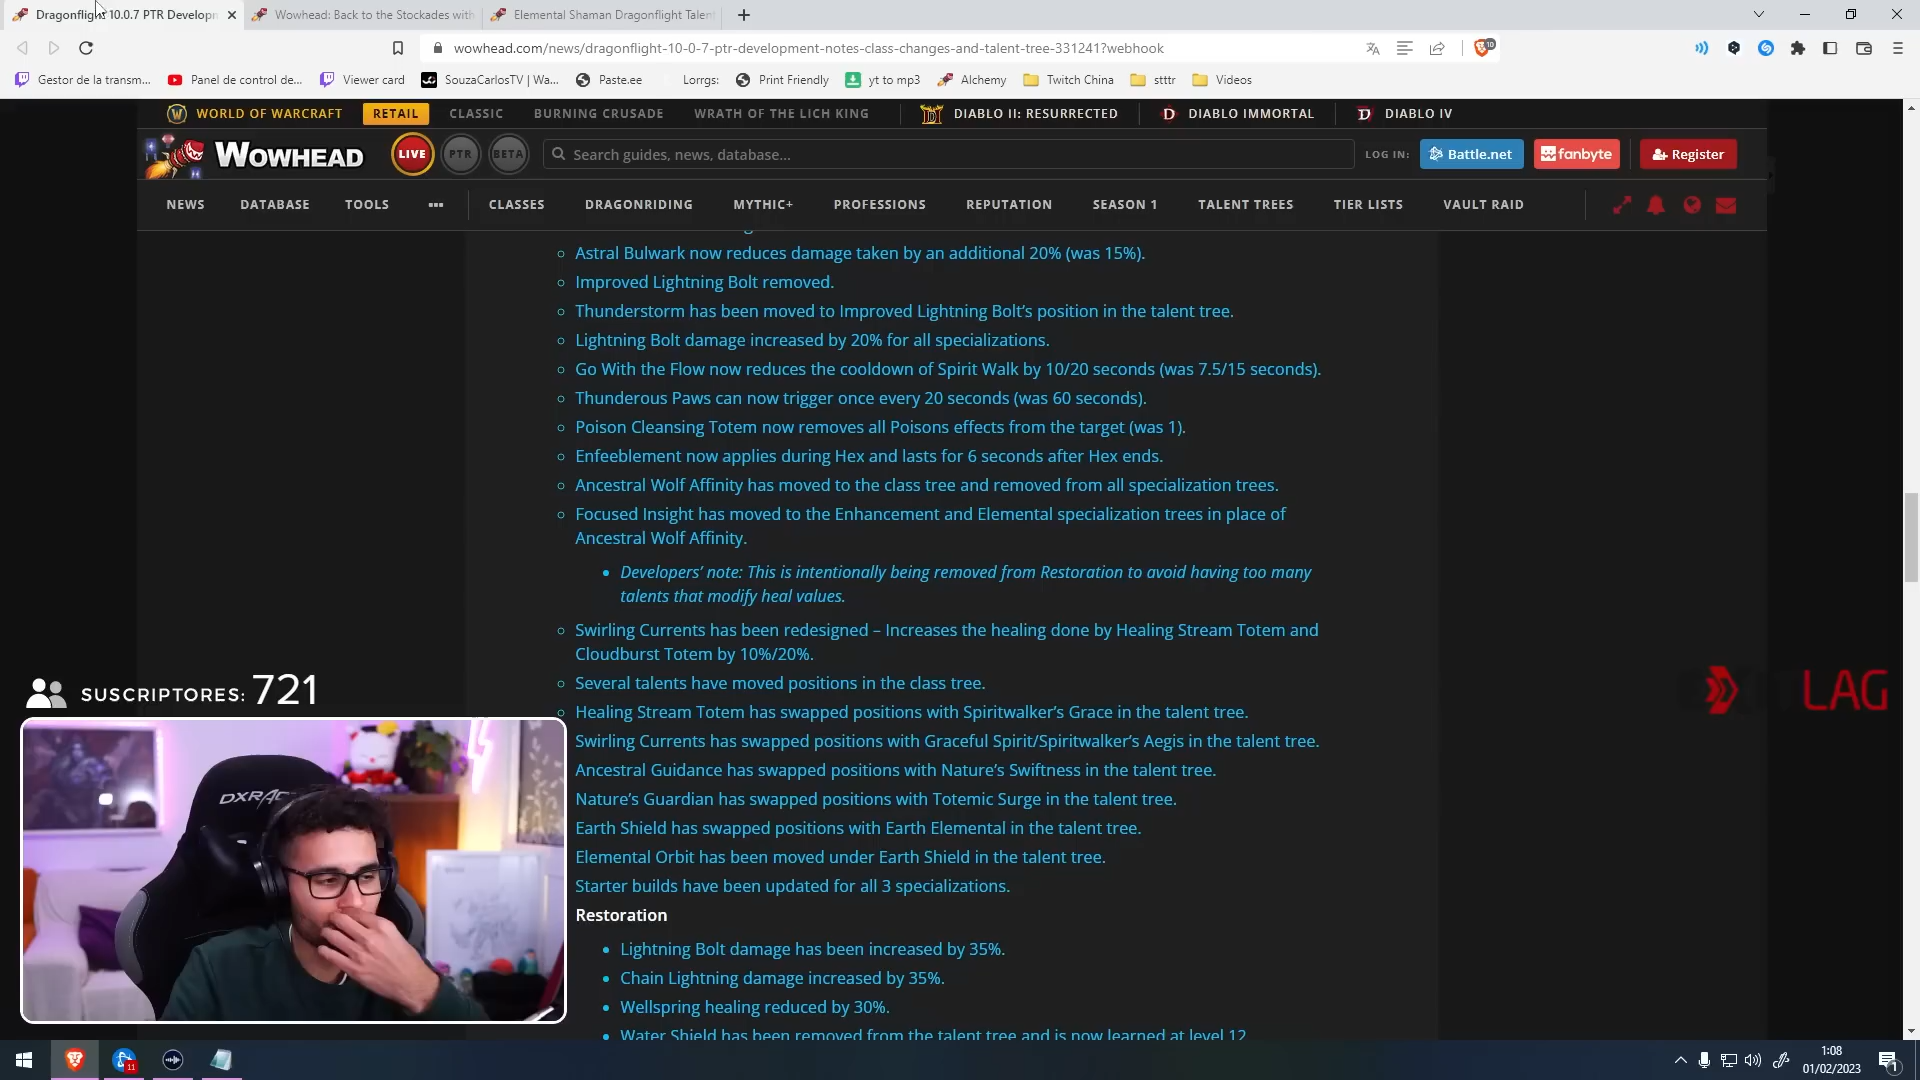 Dragonflight 10.0.7 PTR Developm
Wowhead: Back to the Stockades with
Elemental Shaman Dragonflight Talent
wowhead.com/news/dragonflight-10-0-7-ptr-development-notes-class-changes-and-talent-tree-331241?webhook
10
Gestor de la transm...
Panel de control de...
Viewer card
SouzaCarlosTV | Wa...
Paste.ee
Lorrgs:
Print Friendly
yt to mp3
Alchemy
Twitch China
stttr
Videos
WORLD OF WARCRAFT
RETAIL
CLASSIC
BURNING CRUSADE
WRATH OF THE LICH KING
DIABLO II: RESURRECTED
DIABLO IMMORTAL
DIABLO IV
WOWHEAD
LIVE
PTR
BETA
Search guides, news, database...
LOG IN:
Battle.net
fanbyte
Register
NEWS
DATABASE
TOOLS
•••
CLASSES
DRAGONRIDING
MYTHIC+
PROFESSIONS
REPUTATION
SEASON 1
TALENT TREES
TIER LISTS
VAULT RAID
Astral Bulwark now reduces damage taken by an additional 20% (was 15%).
Improved Lightning Bolt removed.
Thunderstorm has been moved to Improved Lightning Bolt's position in the talent tree.
Lightning Bolt damage increased by 20% for all specializations.
Go With the Flow now reduces the cooldown of Spirit Walk by 10/20 seconds (was 7.5/15 seconds).
Thunderous Paws can now trigger once every 20 seconds (was 60 seconds).
Poison Cleansing Totem now removes all Poisons effects from the target (was 1).
Enfeeblement now applies during Hex and lasts for 6 seconds after Hex ends.
Ancestral Wolf Affinity has moved to the class tree and removed from all specialization trees.
Focused Insight has moved to the Enhancement and Elemental specialization trees in place of
Ancestral Wolf Affinity.
Developers' note: This is intentionally being removed from Restoration to avoid having too many
talents that modify heal values.
Swirling Currents has been redesigned – Increases the healing done by Healing Stream Totem and
Cloudburst Totem by 10%/20%.
Several talents have moved positions in the class tree.
Healing Stream Totem has swapped positions with Spiritwalker's Grace in the talent tree.
Swirling Currents has swapped positions with Graceful Spirit/Spiritwalker's Aegis in the talent tree.
Ancestral Guidance has swapped positions with Nature's Swiftness in the talent tree.
Nature's Guardian has swapped positions with Totemic Surge in the talent tree.
Earth Shield has swapped positions with Earth Elemental in the talent tree.
Elemental Orbit has been moved under Earth Shield in the talent tree.
Starter builds have been updated for all 3 specializations.
Restoration
Lightning Bolt damage has been increased by 35%.
Chain Lightning damage increased by 35%.
Wellspring healing reduced by 30%.
Water Shield has been removed from the talent tree and is now learned at level 12
SUSCRIPTORES: 721
LAG
11
1:08
01/02/2023
1